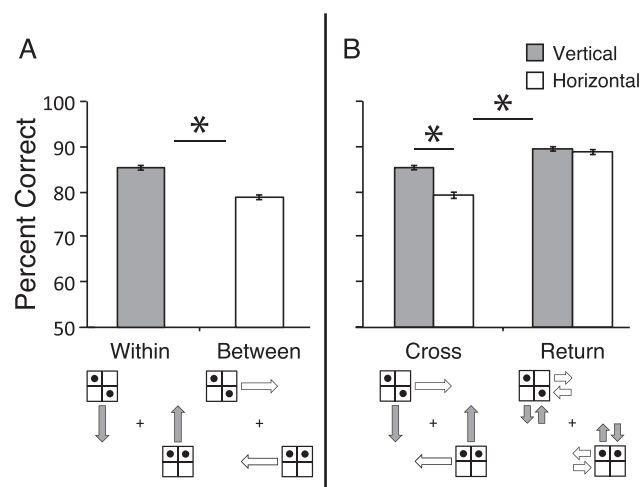 A
Percent Correct
100
90
80
70
60
50
*
Within
Between
+
+
B
Vertical
Horizontal
*
*
Cross
Return
+
+